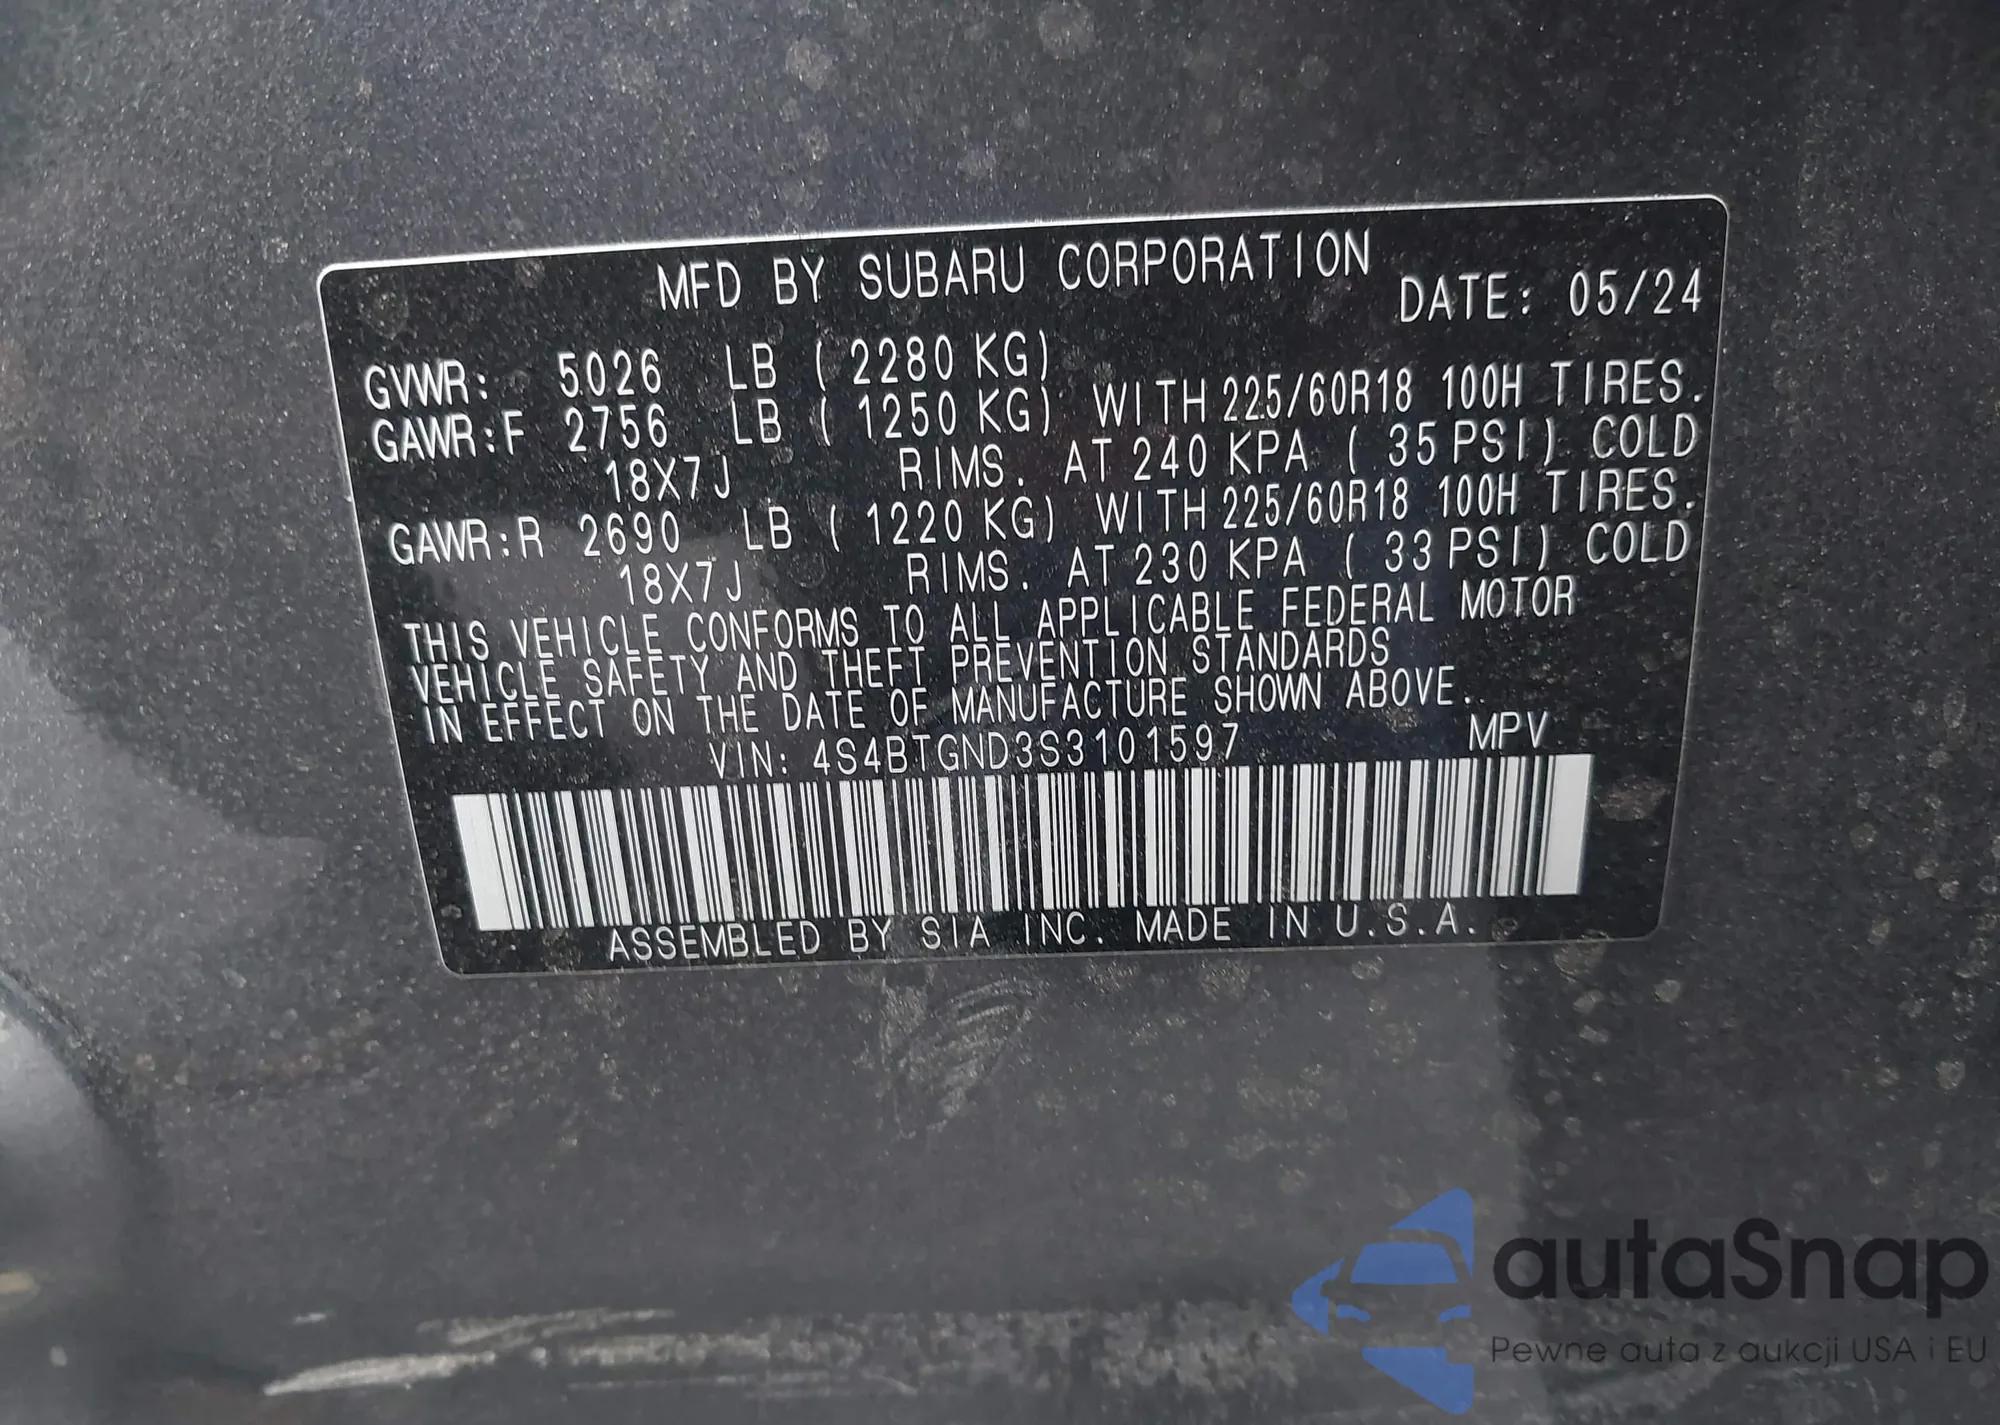 MFD BY SUBARU CORPORATION DATE: 05/24
GVWR: 5026 LB ( 2280 KG)
GAWR:F 2756 LB ( 1250 KG) WITH 225/60R18 100H TIRES.
18X7J RIMS. AT 240 KPA ( 35 PSI) COLD
GAWR:R 2690 LB ( 1220 KG) WITH 225/60R18 100H TIRES.
18X7J RIMS. AT 230 KPA ( 33 PSI) COLD
THIS VEHICLE CONFORMS TO ALL APPLICABLE FEDERAL MOTOR
VEHICLE SAFETY AND THEFT PREVENTION STANDARDS
IN EFFECT ON THE DATE OF MANUFACTURE SHOWN ABOVE.
VIN: 4S4BTGND3S3101597 MPV
ASSEMBLED BY SIA INC. MADE IN U.S.A.
autaSnap
Pewne auta z aukcji USA i EU